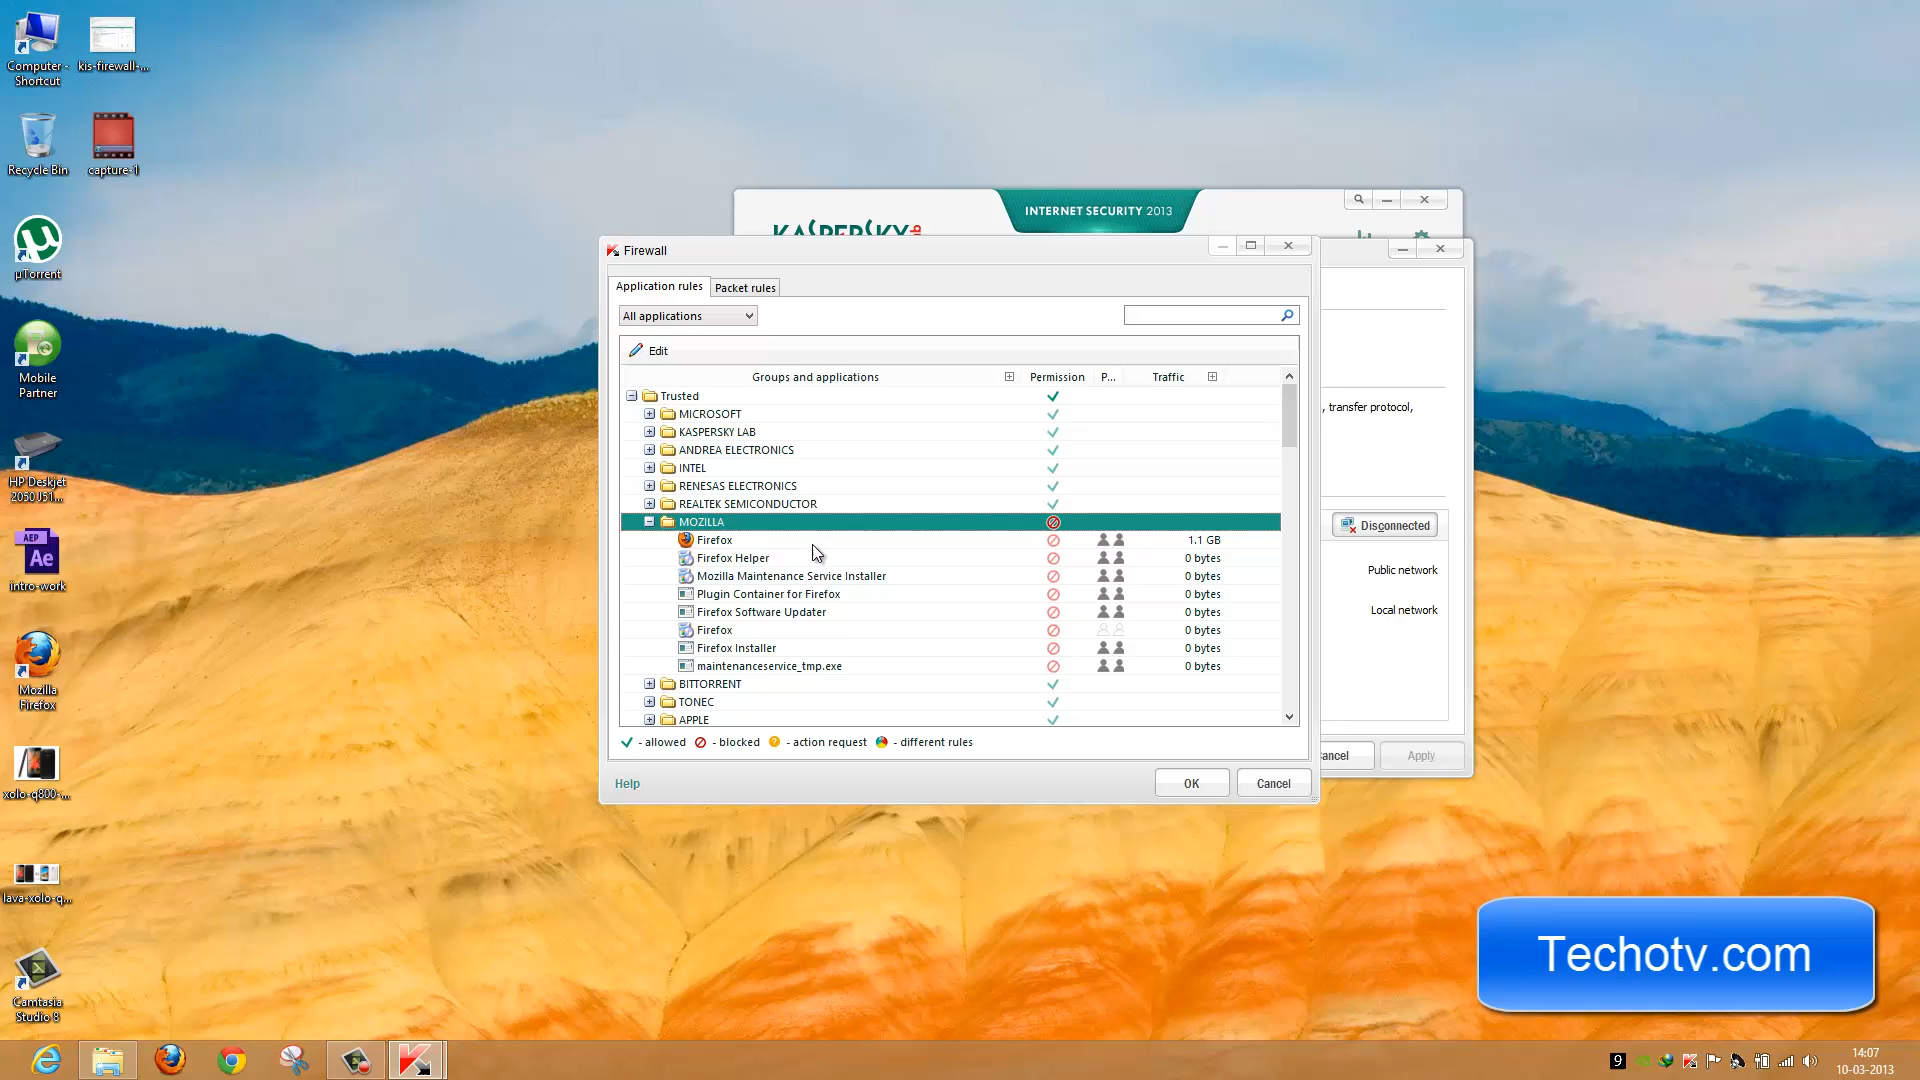 Computer - Shortcut
kis-firewall-...
Recycle Bin
capture-1
µTorrent
Mobile Partner
HP Deskjet 2050 J51...
AEP
Ae
intro-work
Mozilla Firefox
xolo-q800-...
lava-xolo-q...
Camtasia Studio 8
INTERNET SECURITY 2013
KASPERSKY lab
Firewall
Application rules
Packet rules
All applications
Edit
Groups and applications Permission P... Traffic
Trusted
MICROSOFT
KASPERSKY LAB
ANDREA ELECTRONICS
INTEL
RENESAS ELECTRONICS
REALTEK SEMICONDUCTOR
MOZILLA
Firefox 1.1 GB
Firefox Helper 0 bytes
Mozilla Maintenance Service Installer 0 bytes
Plugin Container for Firefox 0 bytes
Firefox Software Updater 0 bytes
Firefox 0 bytes
Firefox Installer 0 bytes
maintenanceservice_tmp.exe 0 bytes
BITTORRENT
TONEC
APPLE
- allowed - blocked - action request - different rules
Help
OK
Cancel
, transfer protocol,
Disconnected
Public network
Local network
ancel
Apply
Techotv.com
9
14:07
10-03-2013